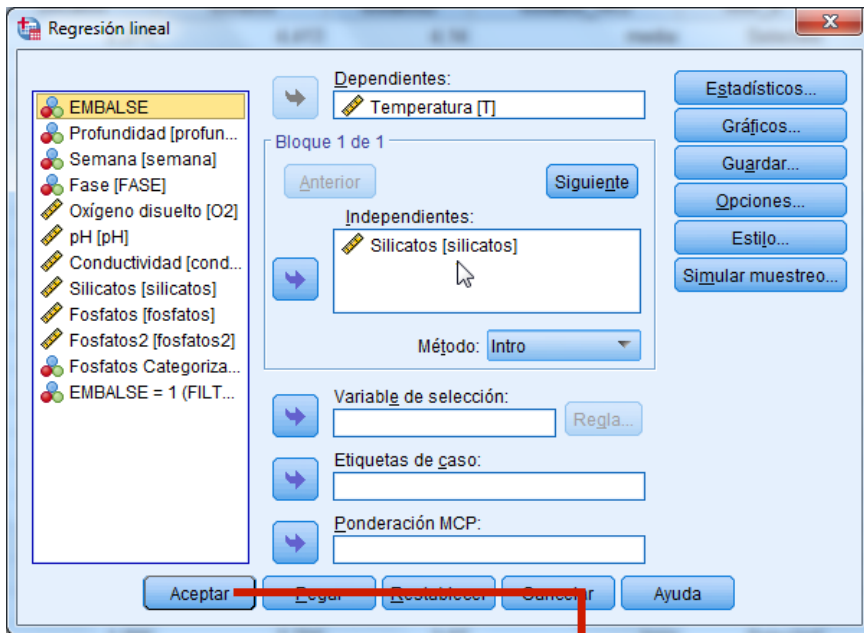 Regresión lineal
EMBALSE
Profundidad [profun...
Semana [semana]
Fase [FASE]
Oxígeno disuelto [O2]
pH [pH]
Conductividad [cond...
Silicatos [silicatos]
Fosfatos [fosfatos]
Fosfatos2 [fosfatos2]
Fosfatos Categoriza...
EMBALSE = 1 (FILT...
Dependientes:
Temperatura [T]
Bloque 1 de 1
Anterior
Siguiente
Independientes:
Silicatos [silicatos]
Método: Intro
Variable de selección:
Regla...
Etiquetas de caso:
Ponderación MCP:
Estadísticos...
Gráficos...
Guardar...
Opciones...
Estilo...
Simular muestreo...
Aceptar Pegar Restablecer Cancelar Ayuda